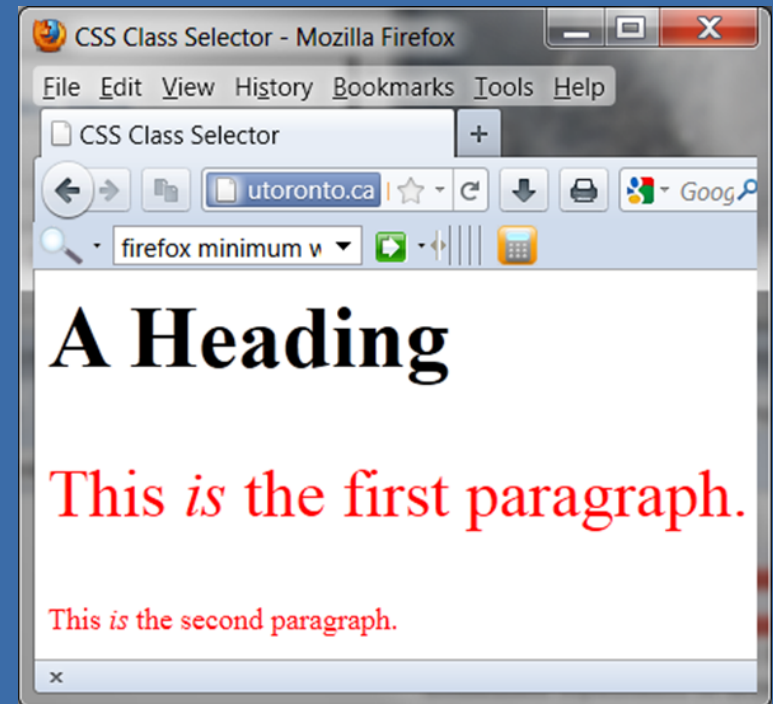 CSS Class Selector - Mozilla Firefox
File Edit View History Bookmarks Tools Help
CSS Class Selector
utoronto.ca Goog
firefox minimum w
A Heading
This is the first paragraph.
This is the second paragraph.